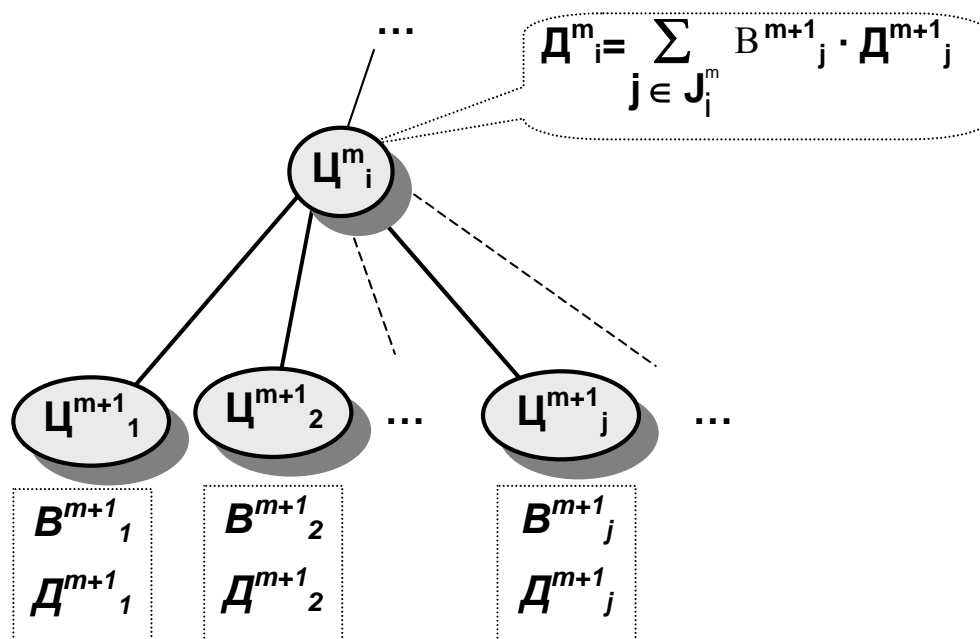 ...
Д^m_i = ∑ B^{m+1}_j · Д^{m+1}_j
j ∈ J^m_i
Ц^m_i
Ц^{m+1}_1 Ц^{m+1}_2 ... Ц^{m+1}_j ...
B^{m+1}_1 B^{m+1}_2 B^{m+1}_j
Д^{m+1}_1 Д^{m+1}_2 Д^{m+1}_j